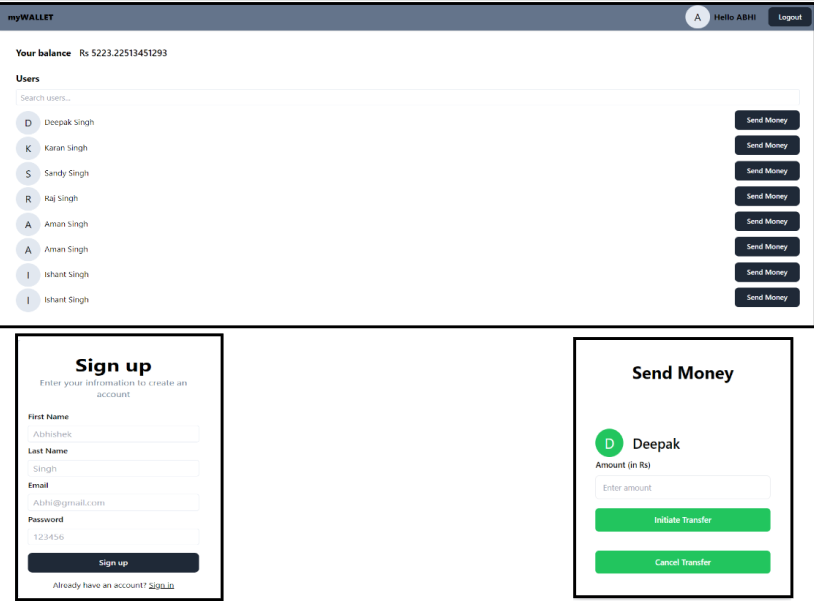 myWALLET A Hello ABHI Logout
Your balance Rs 5223.22513451293
Users
Search users...
D Deepak Singh Send Money
K Karan Singh Send Money
S Sandy Singh Send Money
R Raj Singh Send Money
A Aman Singh Send Money
A Aman Singh Send Money
I Ishant Singh Send Money
I Ishant Singh Send Money
Sign up
Enter your infromation to create an
account
First Name
Abhishek
Last Name
Singh
Email
Abhi@gmail.com
Password
123456
Sign up
Already have an account? Sign in
Send Money
D Deepak
Amount (in Rs)
Enter amount
Initiate Transfer
Cancel Transfer